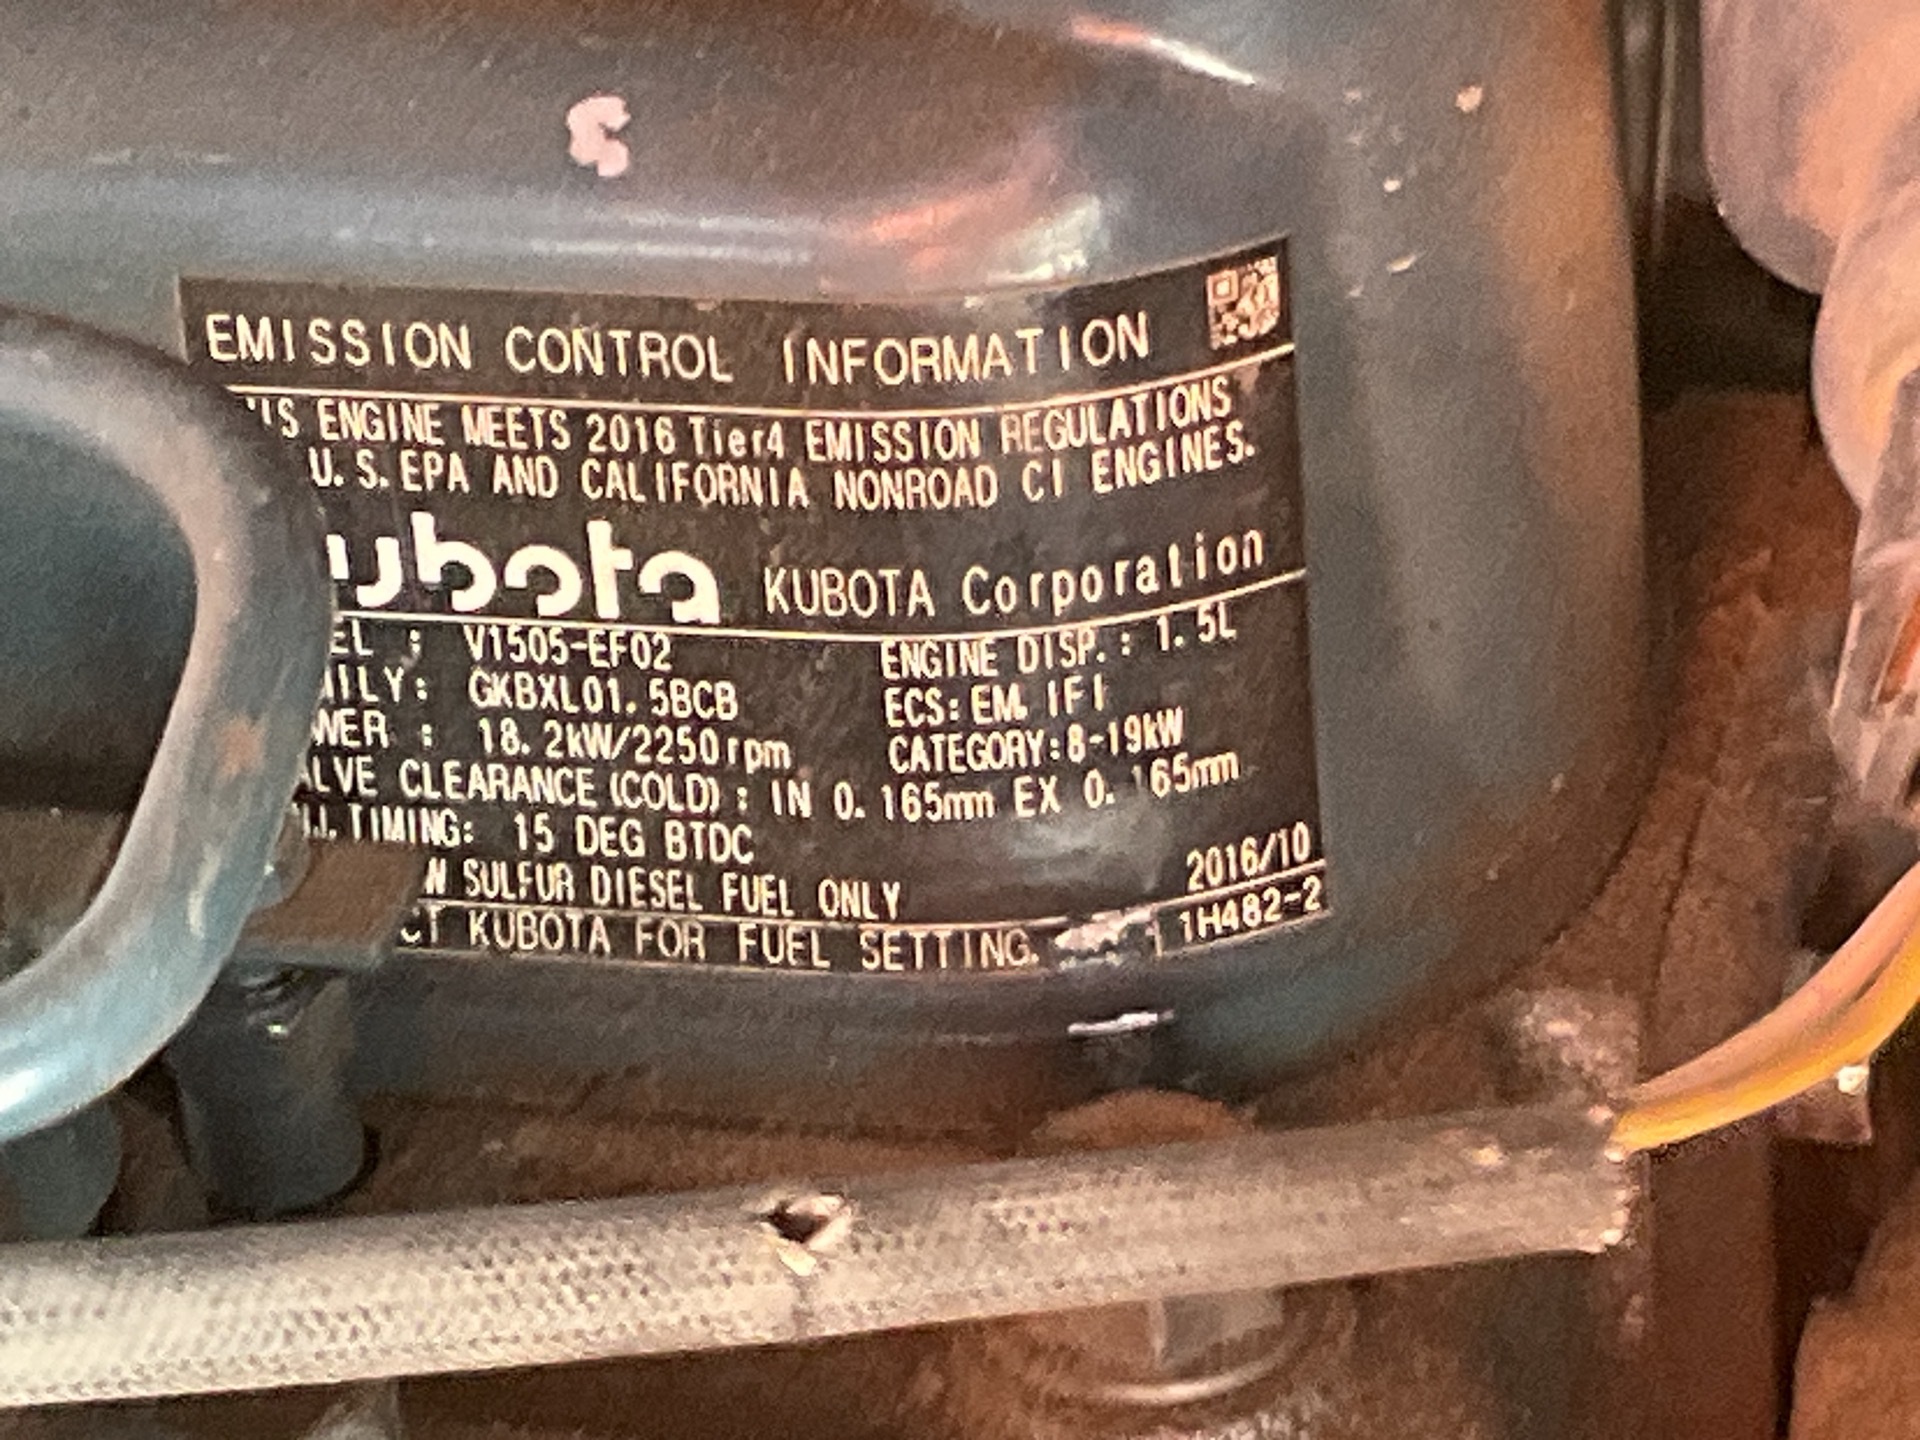 EMISSION CONTROL INFORMATION
ENGINE MEETS 2016 Tier4 EMISSION REGULATIONS
U.S. EPA AND CALIFORNIA NONROAD CI ENGINES.
Kubota KUBOTA Corporation
: V1505-EF02 ENGINE DISP.: 1.5L
: GKBXL01.5BCB ECS: EM, IFI
: 18.2kW/2250rpm CATEGORY:8-19kW
CLEARANCE (COLD) : IN 0.165mm EX 0.165mm
TIMING: 15 DEG BTDC
SULFUR DIESEL FUEL ONLY 2016/10
KUBOTA FOR FUEL SETTING. 1H482-2